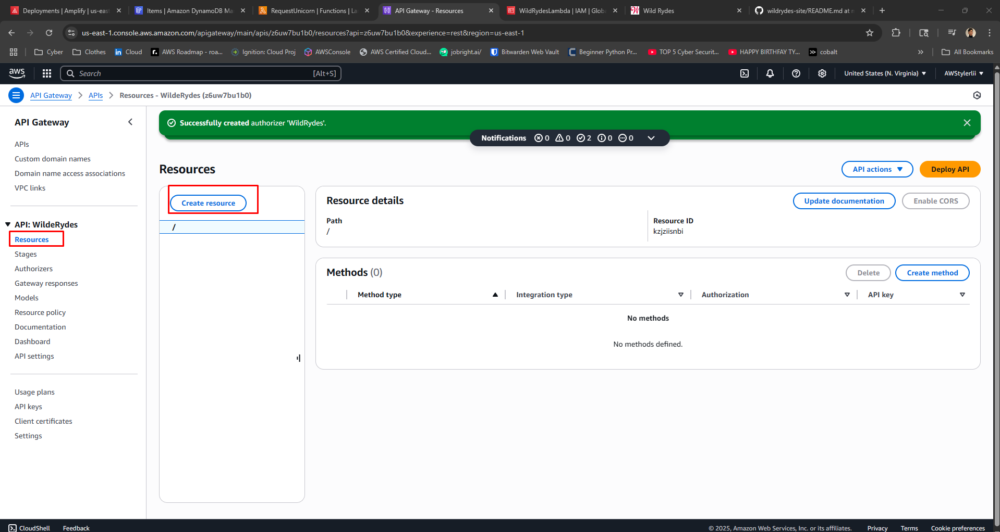 Deployments | Amplify | us-east
Items | Amazon DynamoDB Ma
RequestUnicorn | Functions | La
API Gateway - Resources
WildRydesLambda | IAM | Globa
Wild Rydes
wildrydes-site/README.md at m
us-east-1.console.aws.amazon.com/apigateway/main/apis/z6uw7bu1b0/resources?api=z6uw7bu1b0&experience=rest&region=us-east-1
Cyber
Clothes
Cloud
AWS Roadmap - roa...
Ignition: Cloud Proj
AWSConsole
AWS Certified Cloud...
jobright.ai/
Bitwarden Web Vault
Beginner Python Pr...
TOP 5 Cyber Securit...
HAPPY BIRTHFAY TY...
cobalt
All Bookmarks
aws
Search
[Alt+S]
United States (N. Virginia)
AWStylerlii
API Gateway
APIs
Resources - WildeRydes (z6uw7bu1b0)
API Gateway
APIs
Custom domain names
Domain name access associations
VPC links
API: WildeRydes
Resources
Stages
Authorizers
Gateway responses
Models
Resource policy
Documentation
Dashboard
API settings
Usage plans
API keys
Client certificates
Settings
Successfully created authorizer 'WildRydes'.
Notifications 0 0 2 0 0
Resources
API actions
Deploy API
Create resource
/
Resource details
Update documentation
Enable CORS
Path
/
Resource ID
kzjziisnbi
Methods (0)
Delete
Create method
Method type
Integration type
Authorization
API key
No methods
No methods defined.
CloudShell
Feedback
© 2025, Amazon Web Services, Inc. or its affiliates.
Privacy
Terms
Cookie preferences